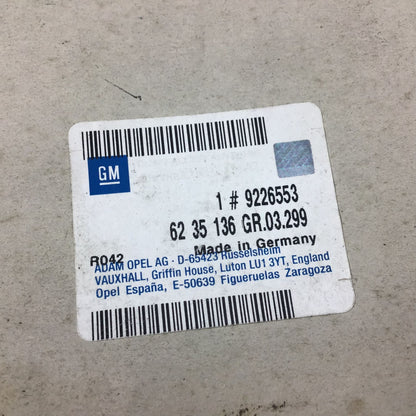 GM
1 # 9226553
62 35 136 GR.03.299
R042
Made in Germany
ADAM OPEL AG · D-65423 Rüsselsheim
VAUXHALL, Griffin House, Luton LU1 3YT, England
Opel España, E-50639 Figueruelas Zaragoza